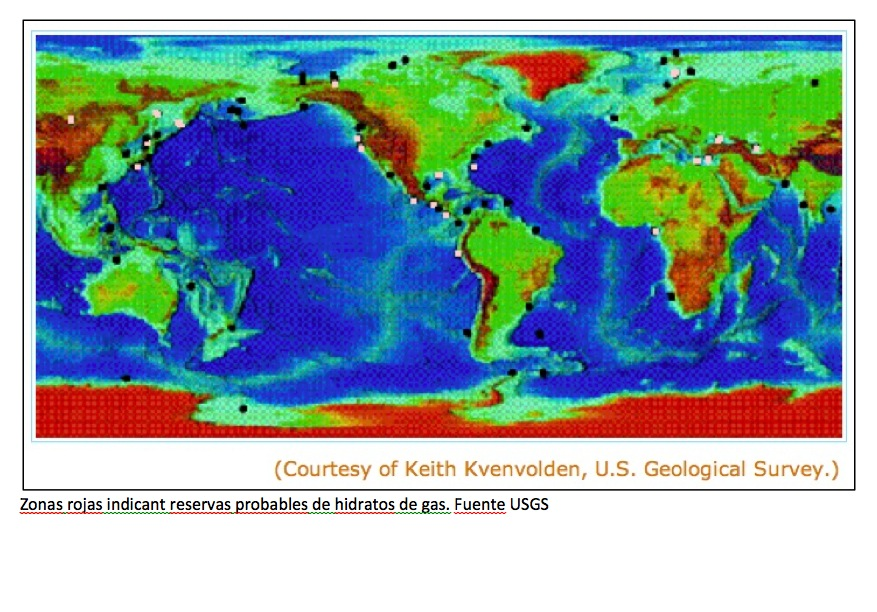 (Courtesy of Keith Kvenvolden, U.S. Geological Survey.)
Zonas rojas indicant reservas probables de hidratos de gas. Fuente USGS